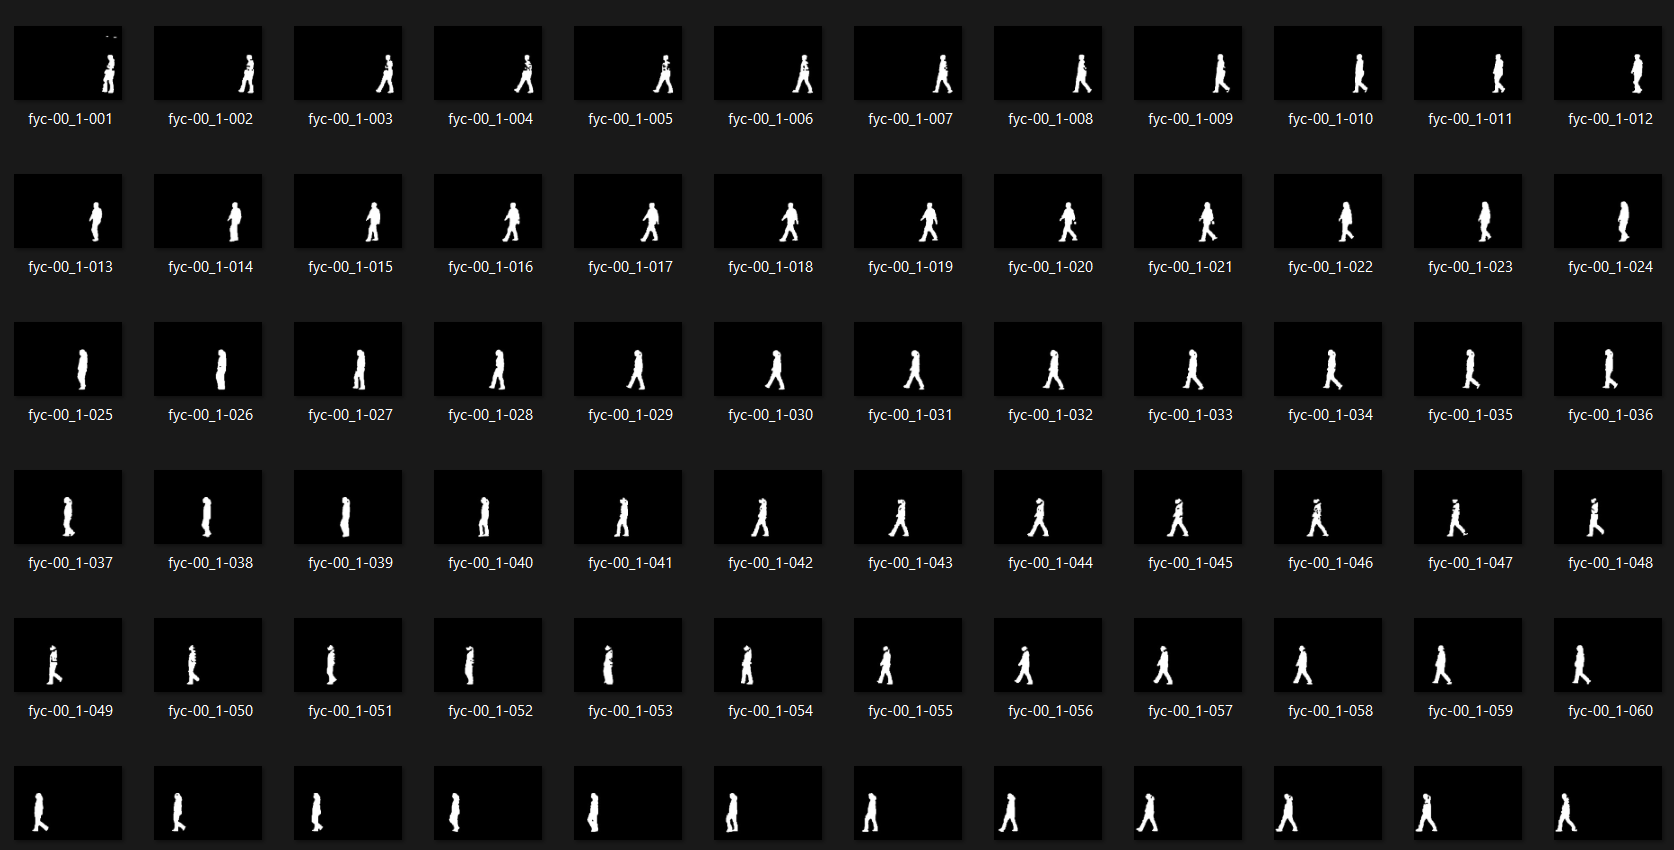 fyc-00_1-001 fyc-00_1-002 fyc-00_1-003 fyc-00_1-004 fyc-00_1-005 fyc-00_1-006 fyc-00_1-007 fyc-00_1-008 fyc-00_1-009 fyc-00_1-010 fyc-00_1-011 fyc-00_1-012
fyc-00_1-013 fyc-00_1-014 fyc-00_1-015 fyc-00_1-016 fyc-00_1-017 fyc-00_1-018 fyc-00_1-019 fyc-00_1-020 fyc-00_1-021 fyc-00_1-022 fyc-00_1-023 fyc-00_1-024
fyc-00_1-025 fyc-00_1-026 fyc-00_1-027 fyc-00_1-028 fyc-00_1-029 fyc-00_1-030 fyc-00_1-031 fyc-00_1-032 fyc-00_1-033 fyc-00_1-034 fyc-00_1-035 fyc-00_1-036
fyc-00_1-037 fyc-00_1-038 fyc-00_1-039 fyc-00_1-040 fyc-00_1-041 fyc-00_1-042 fyc-00_1-043 fyc-00_1-044 fyc-00_1-045 fyc-00_1-046 fyc-00_1-047 fyc-00_1-048
fyc-00_1-049 fyc-00_1-050 fyc-00_1-051 fyc-00_1-052 fyc-00_1-053 fyc-00_1-054 fyc-00_1-055 fyc-00_1-056 fyc-00_1-057 fyc-00_1-058 fyc-00_1-059 fyc-00_1-060